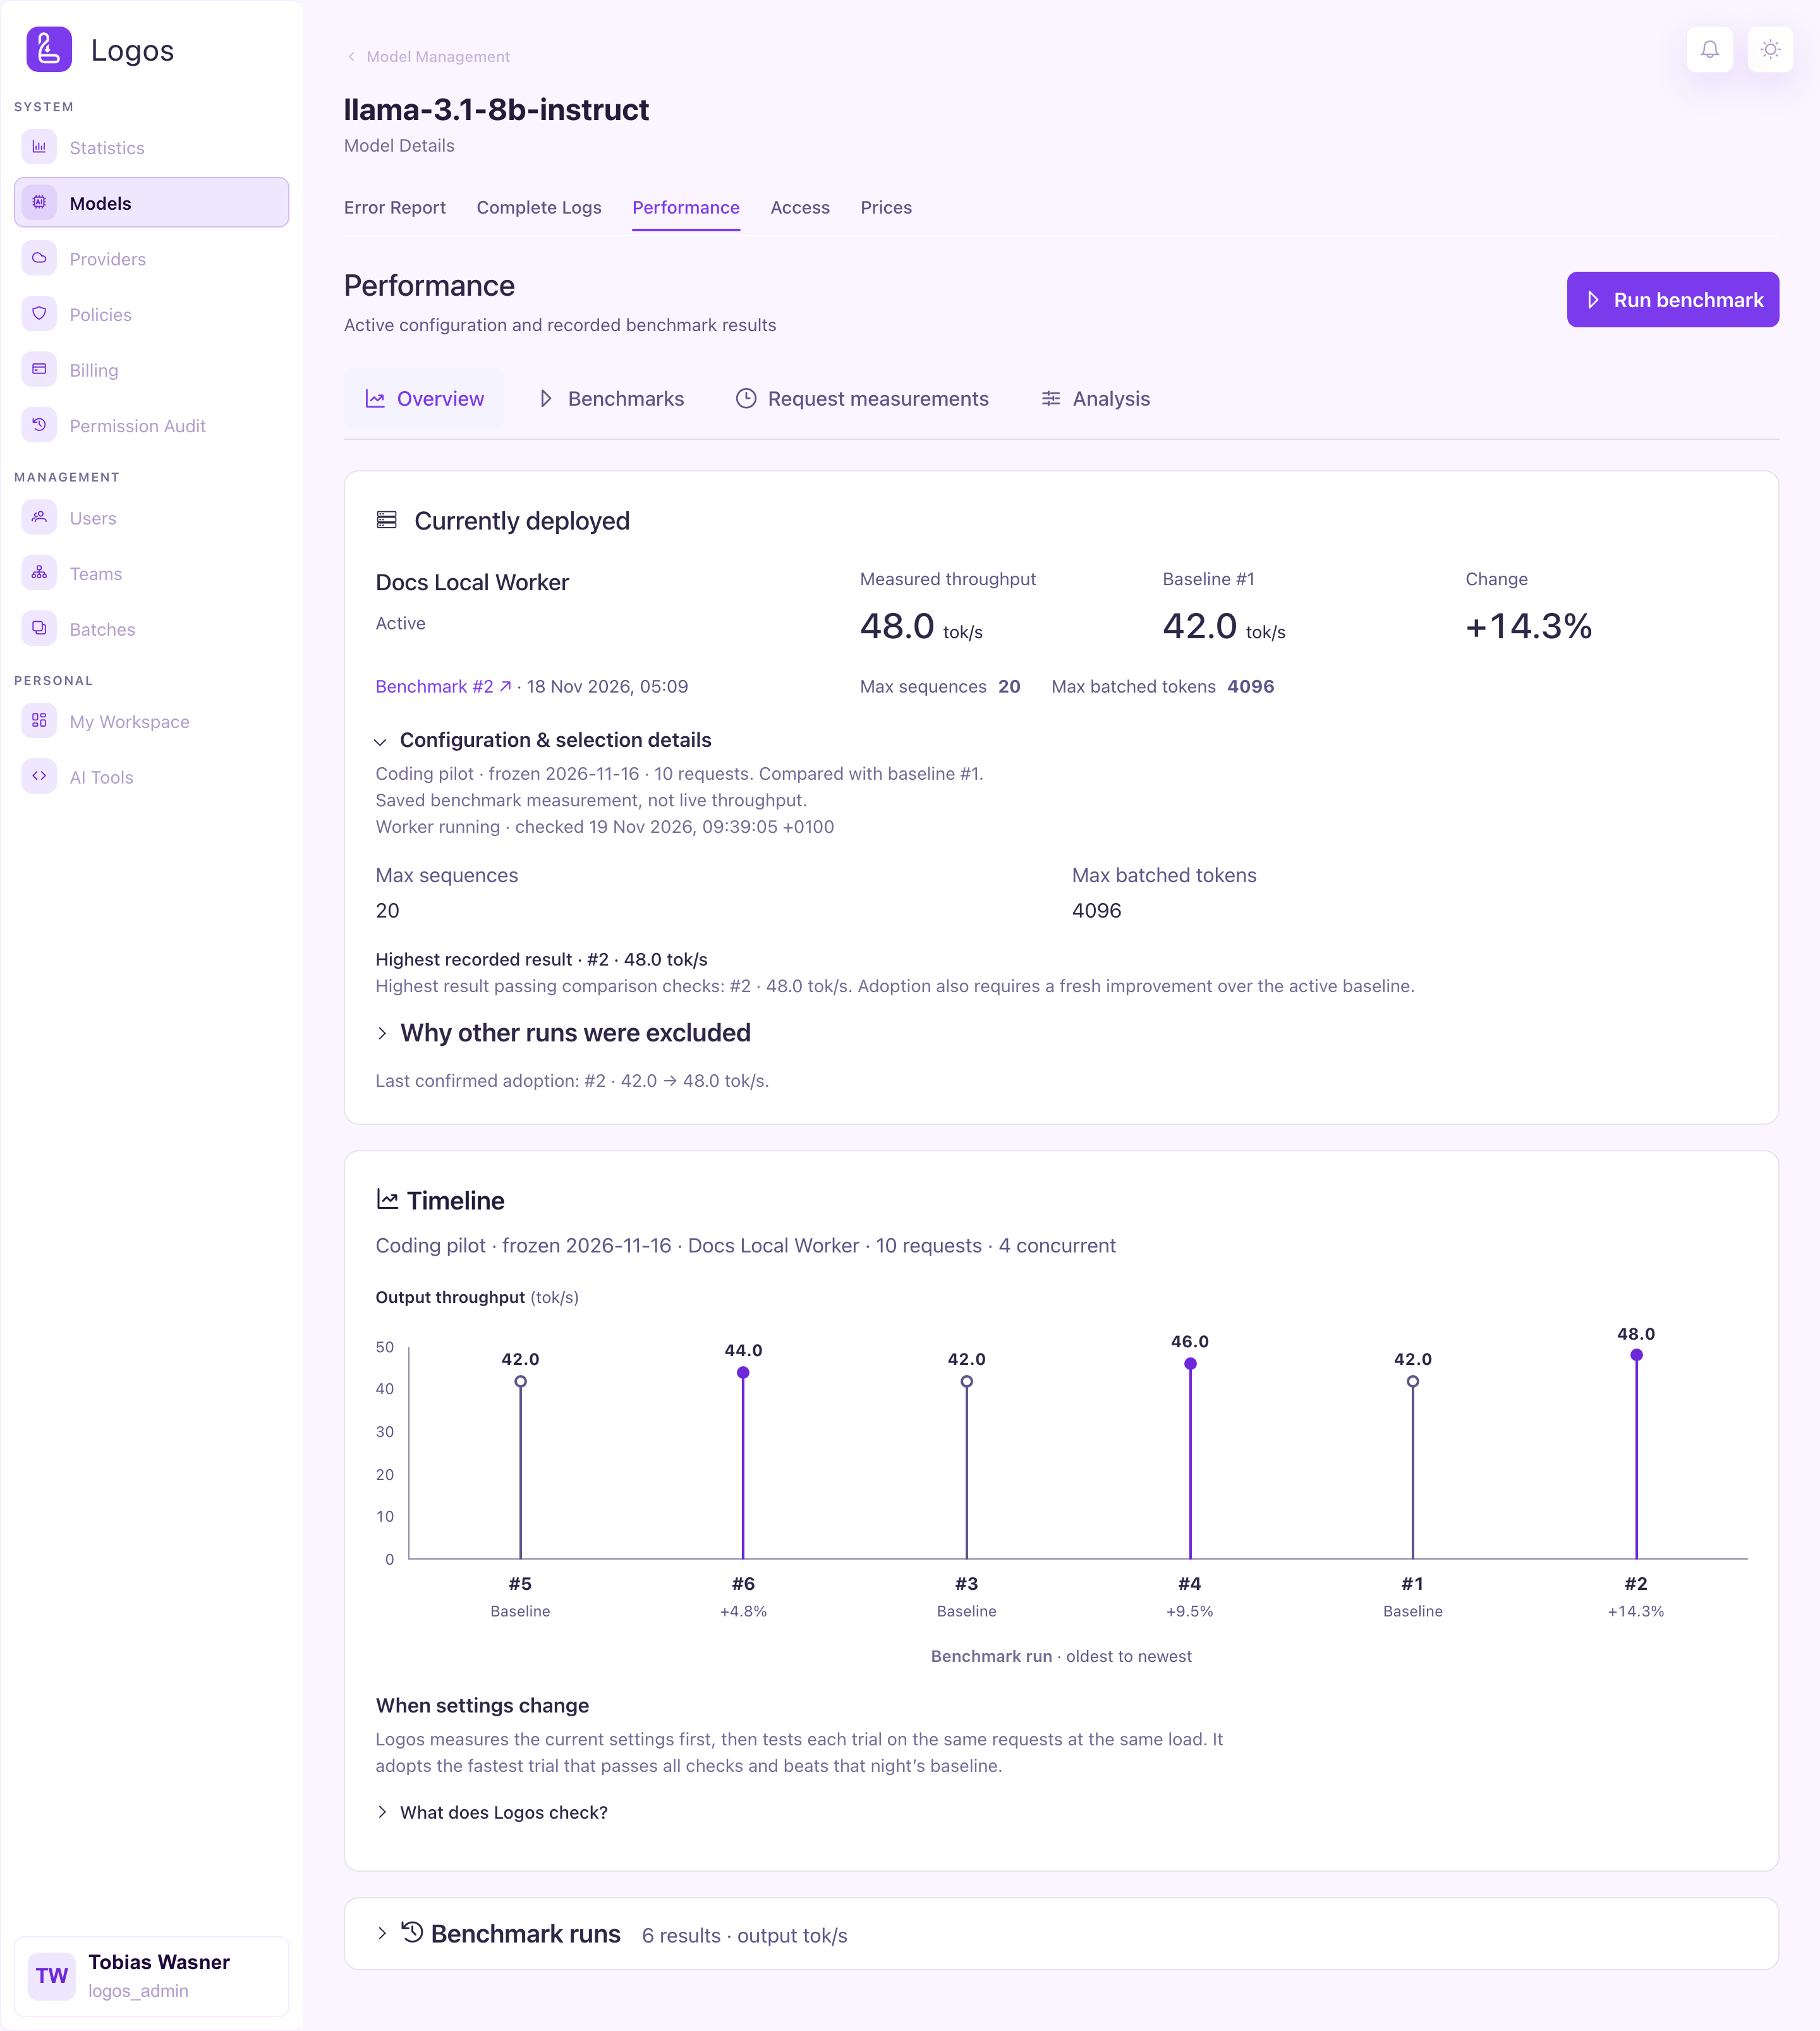 Logos
SYSTEM
Statistics
Models
Providers
Policies
Billing
Permission Audit
MANAGEMENT
Users
Teams
Batches
PERSONAL
My Workspace
AI Tools
TW
Tobias Wasner
logos_admin
Model Management
llama-3.1-8b-instruct
Model Details
Error Report Complete Logs Performance Access Prices
Performance
Active configuration and recorded benchmark results
Run benchmark
Overview Benchmarks Request measurements Analysis
Currently deployed
Docs Local Worker
Active
Measured throughput
48.0 tok/s
Baseline #1
42.0 tok/s
Change
+14.3%
Benchmark #2 ↗ · 18 Nov 2026, 05:09
Max sequences 20 Max batched tokens 4096
Configuration & selection details
Coding pilot · frozen 2026-11-16 · 10 requests. Compared with baseline #1.
Saved benchmark measurement, not live throughput.
Worker running · checked 19 Nov 2026, 09:39:05 +0100
Max sequences
20
Max batched tokens
4096
Highest recorded result · #2 · 48.0 tok/s
Highest result passing comparison checks: #2 · 48.0 tok/s. Adoption also requires a fresh improvement over the active baseline.
Why other runs were excluded
Last confirmed adoption: #2 · 42.0 → 48.0 tok/s.
Timeline
Coding pilot · frozen 2026-11-16 · Docs Local Worker · 10 requests · 4 concurrent
Output throughput (tok/s)
50
40
30
20
10
0
42.0 44.0 42.0 46.0 42.0 48.0
#5 #6 #3 #4 #1 #2
Baseline +4.8% Baseline +9.5% Baseline +14.3%
Benchmark run · oldest to newest
When settings change
Logos measures the current settings first, then tests each trial on the same requests at the same load. It
adopts the fastest trial that passes all checks and beats that night’s baseline.
What does Logos check?
Benchmark runs 6 results · output tok/s